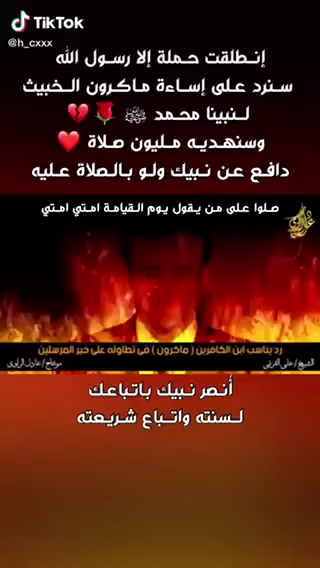 TikTok
@h_cxxx
إنطلقت حملة إلا رسول الله
سنرد على إساءة ماكرون الخبيث
لنبينا محمد ﷺ 🌹💔
وسنهديه مليون صلاة ❤️
دافع عن نبيك ولو بالصلاة عليه
صلوا على من يقول يوم القيامة امتي امتي
رد يناسب ابن الكافرين ( ماكرون ) في تطاوله على خير المرسلين
الشيخ / علي القرني
مونتاج / عادل الراوي
أنصر نبيك باتباعك
لسنته واتباع شريعته